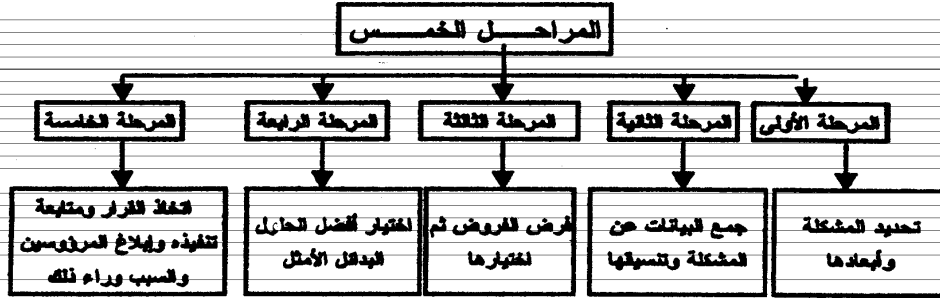 المراحل الخمس
المرحلة الأولى
المرحلة الثانية
المرحلة الثالثة
المرحلة الرابعة
المرحلة الخامسة
تحديد المشكلة
وأبعادها
جمع البيانات عن
المشكلة وتنسيقها
فرض الفروض ثم
اختيارها
اختيار أفضل الحلول
البدائل الأمثل
اتخاذ القرار ومتابعة
تنفيذه وإبلاغ المرؤوسين
والسبب وراء ذلك